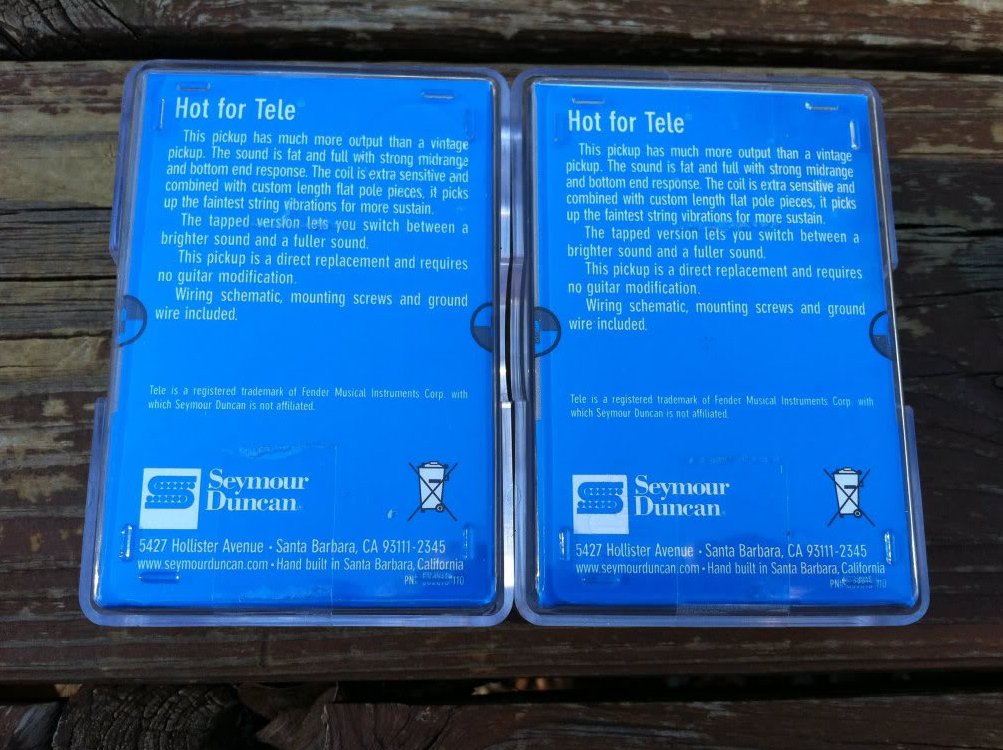 Hot for Tele
This pickup has much more output than a vintage
pickup. The sound is fat and full with strong midrange
and bottom end response. The coil is extra sensitive and
combined with custom length flat pole pieces, it picks
up the faintest string vibrations for more sustain.
The tapped version lets you switch between a
brighter sound and a fuller sound.
This pickup is a direct replacement and requires
no guitar modification.
Wiring schematic, mounting screws and ground
wire included.
Tele is a registered trademark of Fender Musical Instruments Corp. with
which Seymour Duncan is not affiliated.
Seymour
Duncan
5427 Hollister Avenue • Santa Barbara, CA 93111-2345
www.seymourduncan.com • Hand built in Santa Barbara, California
Hot for Tele
This pickup has much more output than a vintage
pickup. The sound is fat and full with strong midrange
and bottom end response. The coil is extra sensitive and
combined with custom length flat pole pieces, it picks
up the faintest string vibrations for more sustain.
The tapped version lets you switch between a
brighter sound and a fuller sound.
This pickup is a direct replacement and requires
no guitar modification.
Wiring schematic, mounting screws and ground
wire included.
Tele is a registered trademark of Fender Musical Instruments Corp. with
which Seymour Duncan is not affiliated.
Seymour
Duncan
5427 Hollister Avenue • Santa Barbara, CA 93111-2345
www.seymourduncan.com • Hand built in Santa Barbara, California